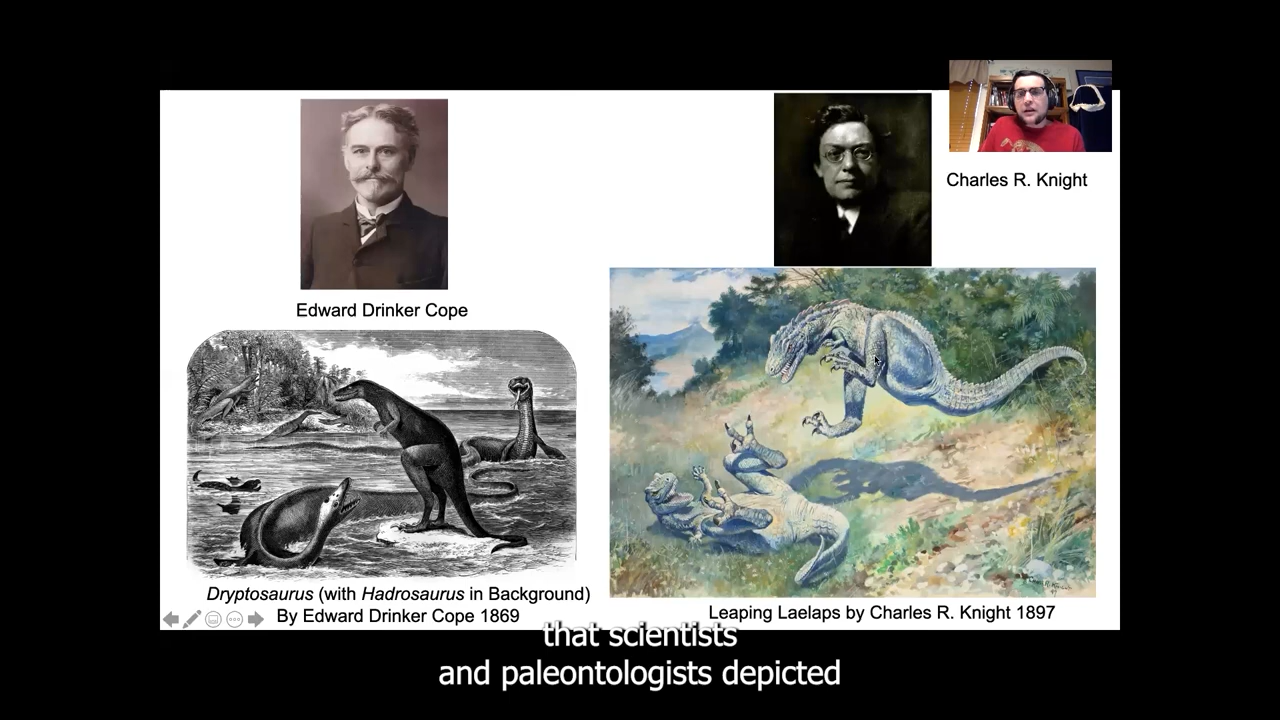 Charles R. Knight
Edward Drinker Cope
Dryptosaurus (with Hadrosaurus in Background)
By Edward Drinker Cope 1869
Leaping Laelaps by Charles R. Knight 1897
that scientists
and paleontologists depicted